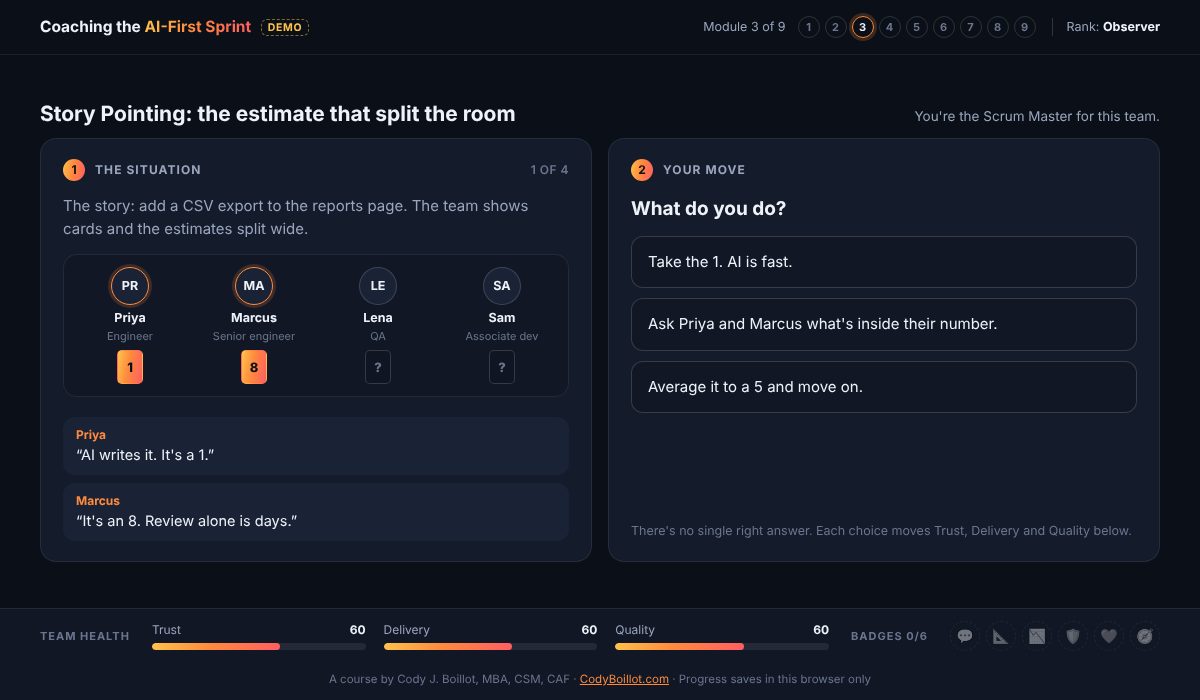 Coaching the AI-First Sprint DEMO
Module 3 of 9 1 2 3 4 5 6 7 8 9 Rank: Observer
Story Pointing: the estimate that split the room
You're the Scrum Master for this team.
1 THE SITUATION 1 OF 4
The story: add a CSV export to the reports page. The team shows
cards and the estimates split wide.
PR MA LE SA
Priya Marcus Lena Sam
Engineer Senior engineer QA Associate dev
1 8 ? ?
Priya
“AI writes it. It's a 1.”
Marcus
“It's an 8. Review alone is days.”
2 YOUR MOVE
What do you do?
Take the 1. AI is fast.
Ask Priya and Marcus what's inside their number.
Average it to a 5 and move on.
There's no single right answer. Each choice moves Trust, Delivery and Quality below.
TEAM HEALTH Trust 60 Delivery 60 Quality 60 BADGES 0/6
A course by Cody J. Boillot, MBA, CSM, CAF · CodyBoillot.com · Progress saves in this browser only